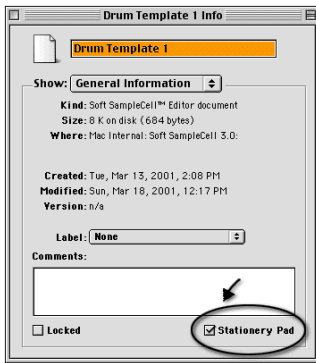 Drum Template 1 Info
Drum Template 1
Show: General Information
Kind: Soft SampleCell™ Editor document
Size: 8 K on disk (684 bytes)
Where: Mac Internal: Soft SampleCell 3.0:
Created: Tue, Mar 13, 2001, 2:08 PM
Modified: Sun, Mar 18, 2001, 12:17 PM
Version: n/a
Label: None
Comments:
Locked
Stationery Pad